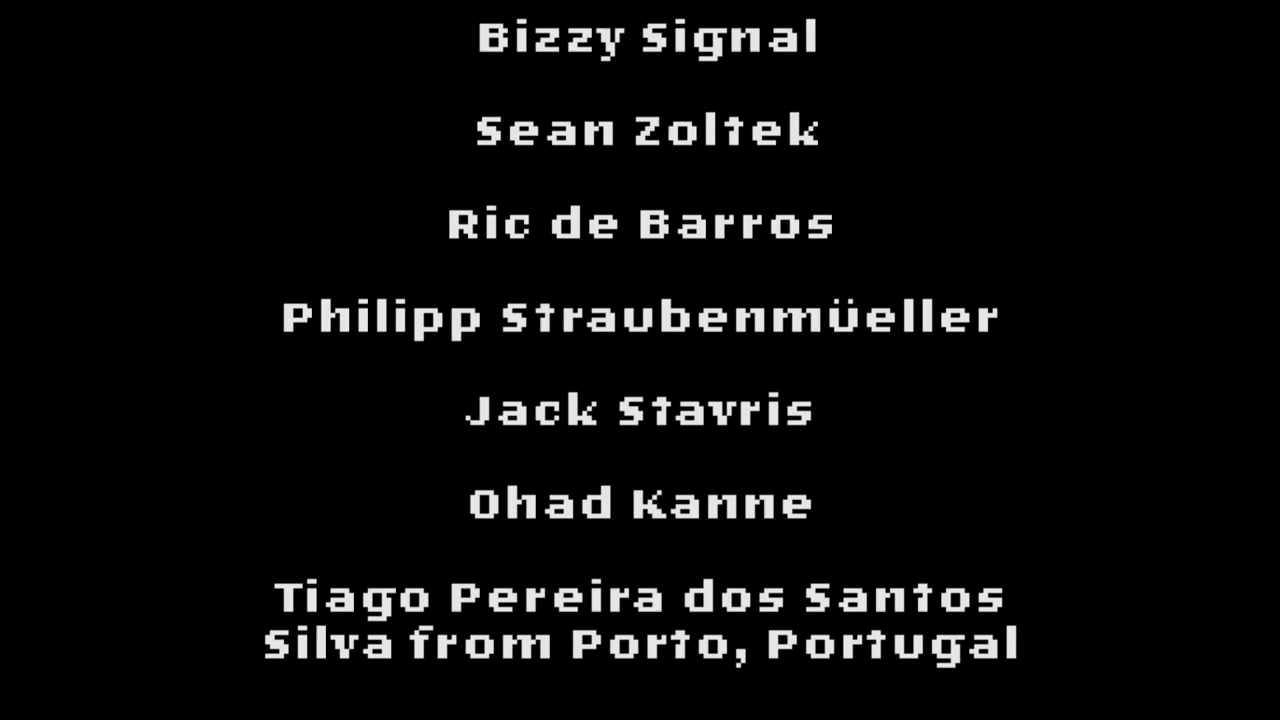 Bizzy Signal
Sean Zoltek
Ric de Barros
Philipp Straubenmüeller
Jack Stavris
Ohad Kanne
Tiago Pereira dos Santos
Silva from Porto, Portugal